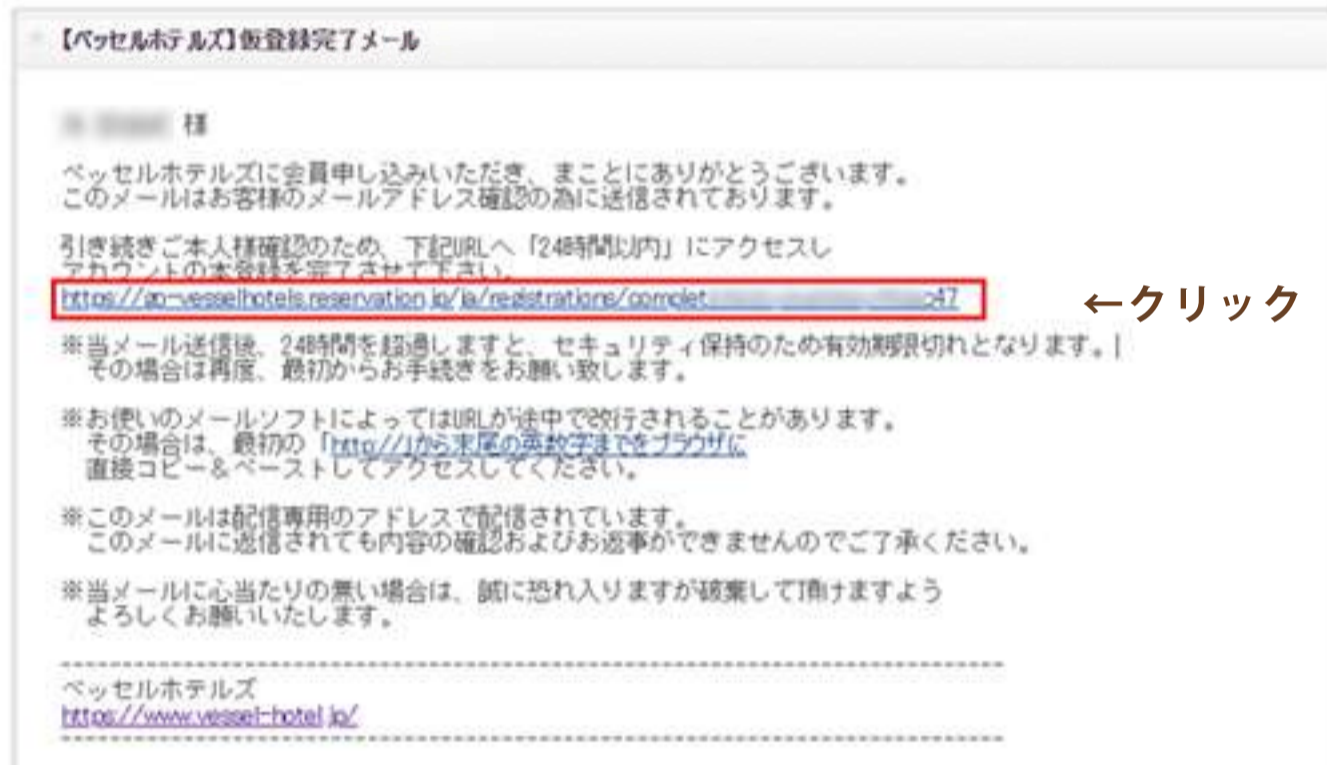 【ベッセルホテルズ】仮登録完了メール
様
ベッセルホテルズに会員申し込みいただき、まことにありがとうございます。
このメールはお客様のメールアドレス確認の為に送信されております。
引き続きご本人様確認のため、下記URLへ「24時間以内」にアクセスし
アカウントの本登録を完了させて下さい。
https://go-vesselhotels.reservation.jp/ja/registrations/complet
c47
←クリック
※当メール送信後、24時間を超過しますと、セキュリティ保持のため有効期限切れとなります。|
その場合は再度、最初からお手続きをお願い致します。
※お使いのメールソフトによってはURLが途中で改行されることがあります。
その場合は、最初の「http://」から末尾の英数字までをブラウザに
直接コピー&ペーストしてアクセスしてください。
※このメールは配信専用のアドレスで配信されています。
このメールに返信されても内容の確認およびお返事ができませんのでご了承ください。
※当メールに心当たりの無い場合は、誠に恐れ入りますが破棄して頂けますよう
よろしくお願いいたします。
ベッセルホテルズ
https://www.vessel-hotel.jp/